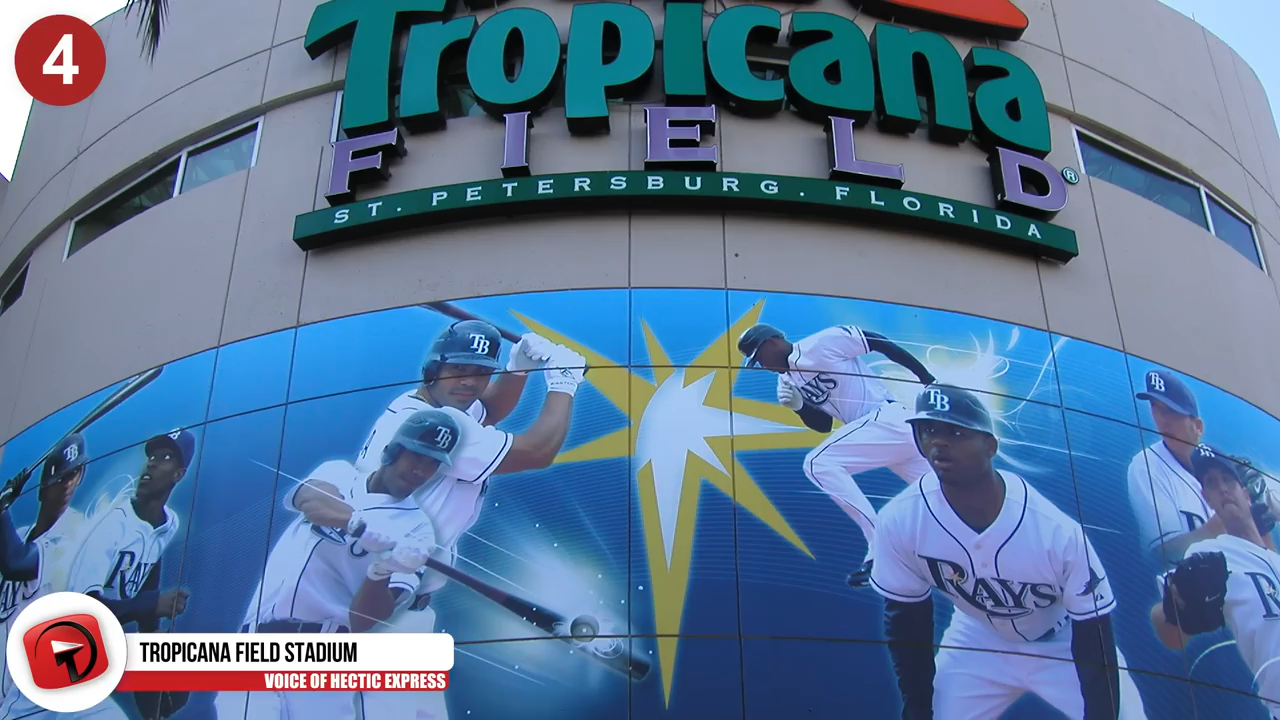 4
Tropicana
FIELD®
ST. PETERSBURG. FLORIDA
TB
TB
TB
TB
TB
RAYS
RAYS
RAYS
RAYS
TROPICANA FIELD STADIUM
VOICE OF HECTIC EXPRESS